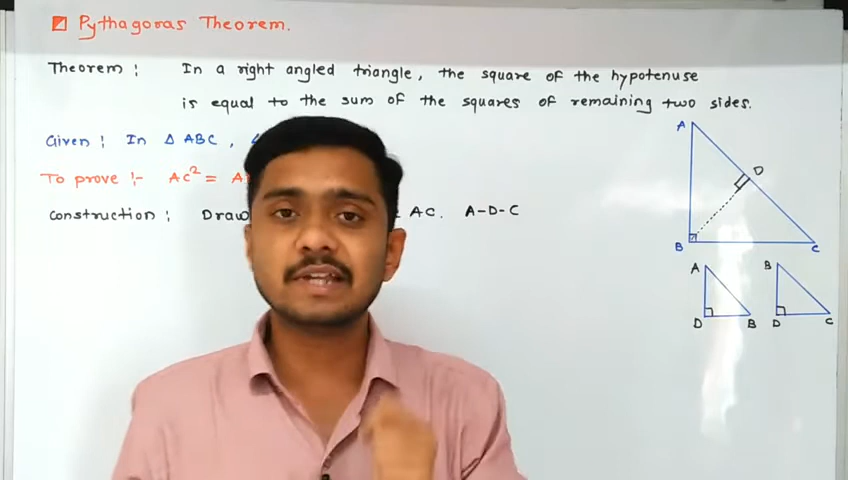 Pythagoras Theorem.
Theorem : In a right angled triangle, the square of the hypotenuse
is equal to the sum of the squares of remaining two sides.
Given : In Δ ABC,
To prove :- AC² =
Construction : Draw AC. A-D-C
A
D
B
C
A
B
D
B
D
C